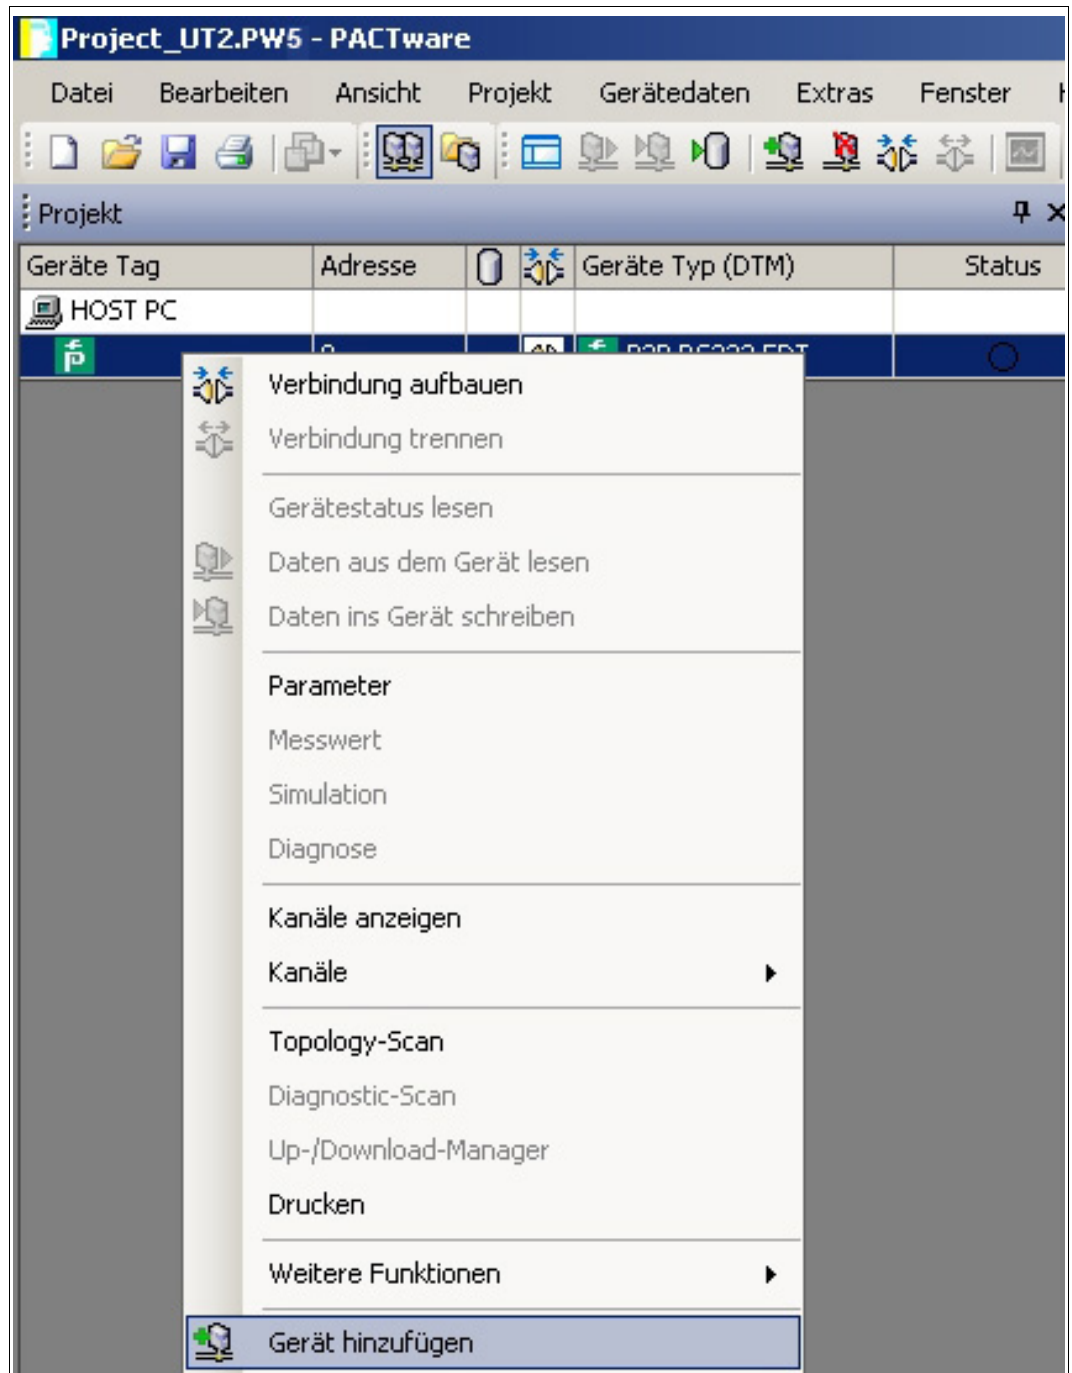 Project_UT2.PW5 - PACTware
Datei Bearbeiten Ansicht Projekt Gerätedaten Extras Fenster
Projekt
Geräte Tag Adresse Geräte Typ (DTM) Status
HOST PC
Verbindung aufbauen
Verbindung trennen
Gerätestatus lesen
Daten aus dem Gerät lesen
Daten ins Gerät schreiben
Parameter
Messwert
Simulation
Diagnose
Kanäle anzeigen
Kanäle
Topology-Scan
Diagnostic-Scan
Up-/Download-Manager
Drucken
Weitere Funktionen
Gerät hinzufügen